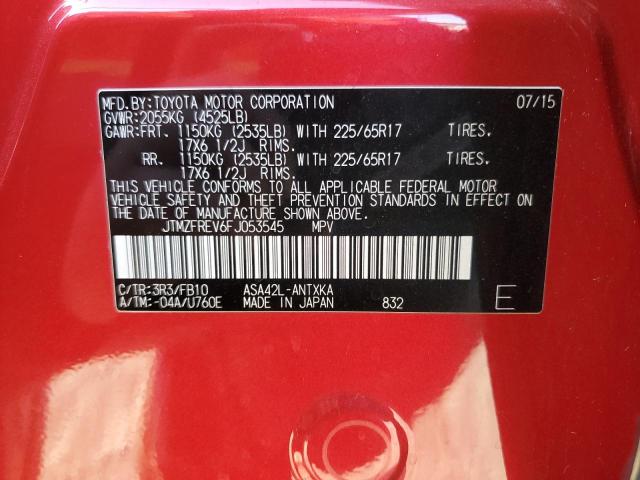 MFD.BY:TOYOTA MOTOR CORPORATION 07/15
GVWR:2055KG (4525LB)
GAWR:FRT. 1150KG (2535LB) WITH 225/65R17 TIRES.
17X6 1/2J RIMS.
RR. 1150KG (2535LB) WITH 225/65R17 TIRES.
17X6 1/2J RIMS.
THIS VEHICLE CONFORMS TO ALL APPLICABLE FEDERAL MOTOR
VEHICLE SAFETY AND THEFT PREVENTION STANDARDS IN EFFECT ON
THE DATE OF MANUFACTURE SHOWN ABOVE.
JTMZFREV6FJ053545 MPV
C/TR:3R3/FB10 ASA42L-ANTXKA
A/TM:-04A/U760E MADE IN JAPAN 832 E